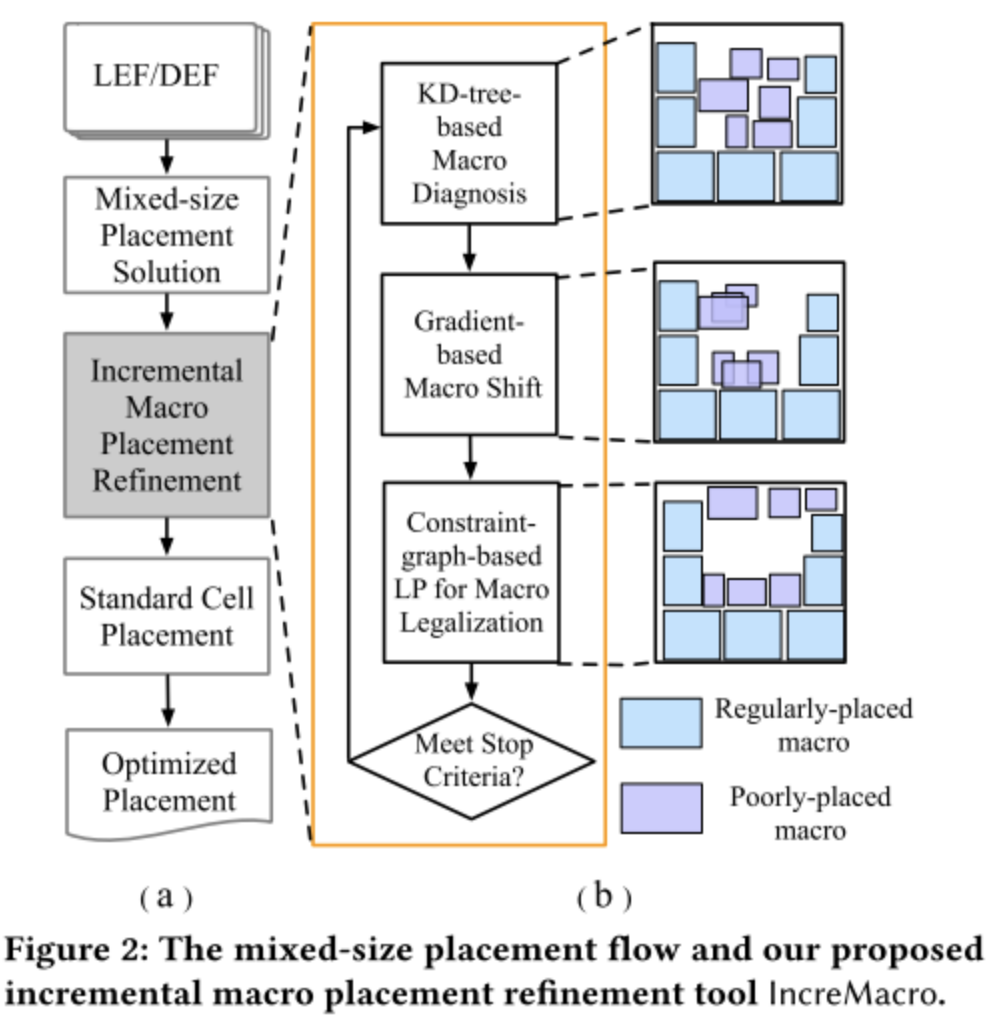 LEF/DEF
Mixed-size
Placement
Solution
Incremental
Macro
Placement
Refinement
Standard Cell
Placement
Optimized
Placement
KD-tree-
based
Macro
Diagnosis
Gradient-
based
Macro Shift
Constraint-
graph-based
LP for Macro
Legalization
Meet Stop
Criteria?
Regularly-placed
macro
Poorly-placed
macro
(a)
(b)
Figure 2: The mixed-size placement flow and our proposed
incremental macro placement refinement tool IncreMacro.